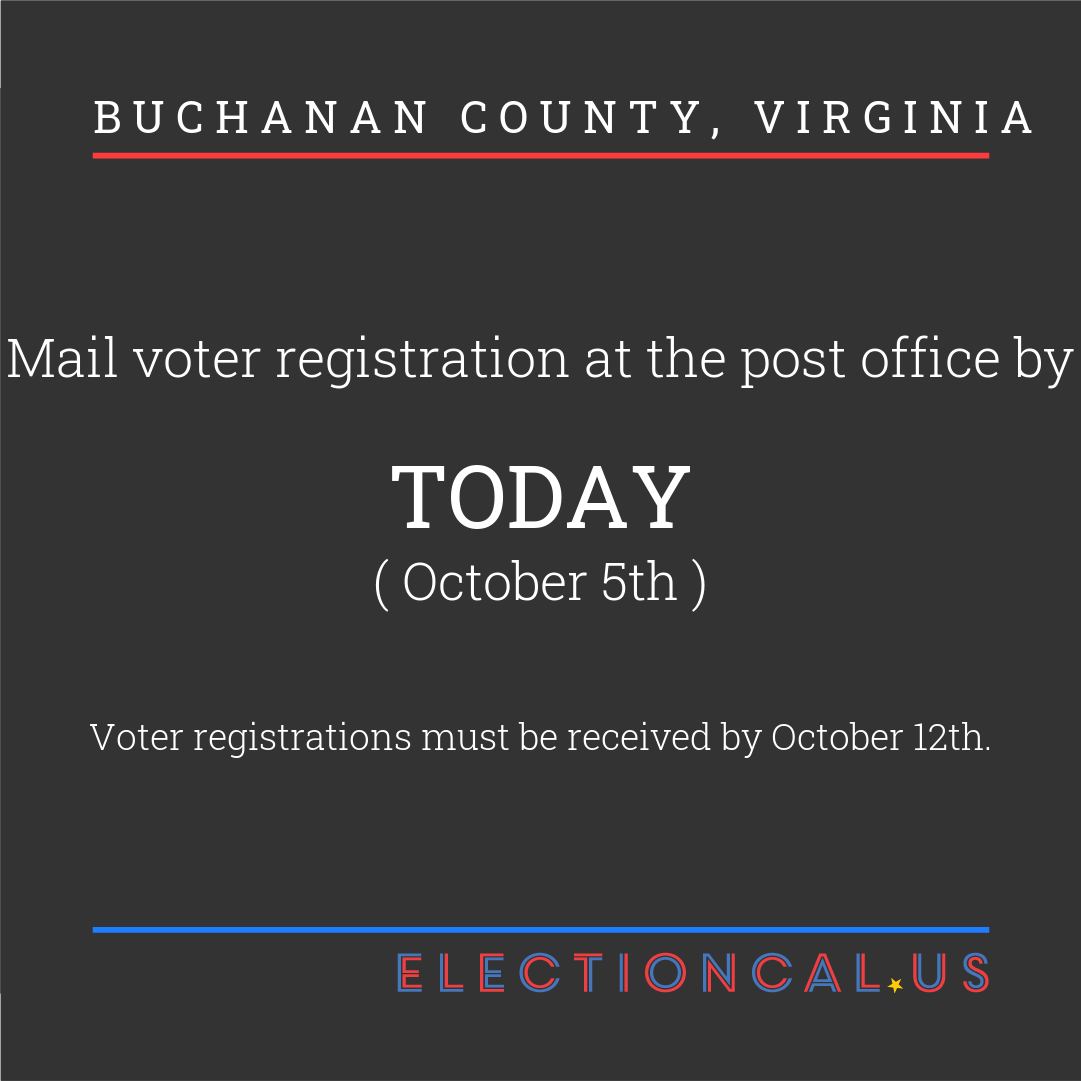 BUCHANAN COUNTY, VIRGINIA
Mail voter registration at the post office by
TODAY
( October 5th )
Voter registrations must be received by October 12th.
ELECTIONCAL.US